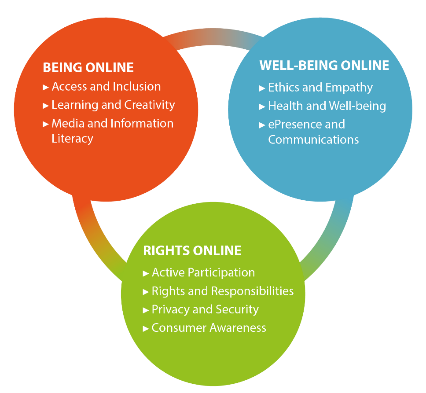 BEING ONLINE
▸ Access and Inclusion
▸ Learning and Creativity
▸ Media and Information
Literacy
WELL-BEING ONLINE
▸ Ethics and Empathy
▸ Health and Well-being
▸ ePresence and
Communications
RIGHTS ONLINE
▸ Active Participation
▸ Rights and Responsibilities
▸ Privacy and Security
▸ Consumer Awareness